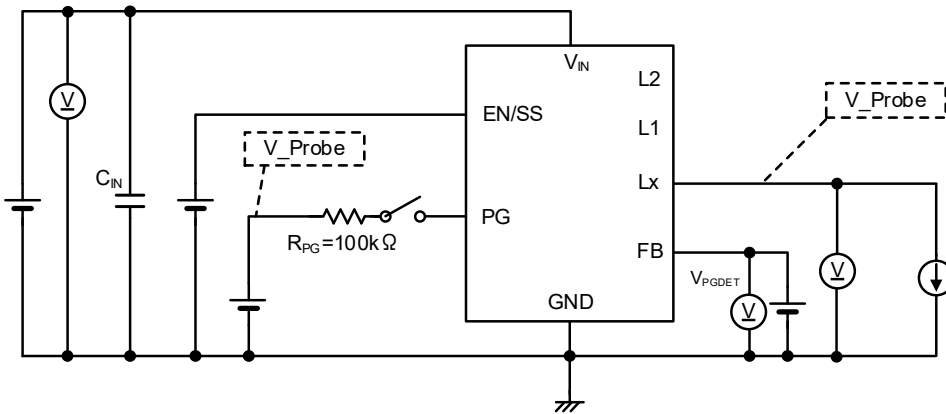 V_IN
L2
V_Probe
V
EN/SS
V_Probe
L1
C_IN
Lx
PG
R_PG=100kΩ
FB
V
V_PGDET
V
GND